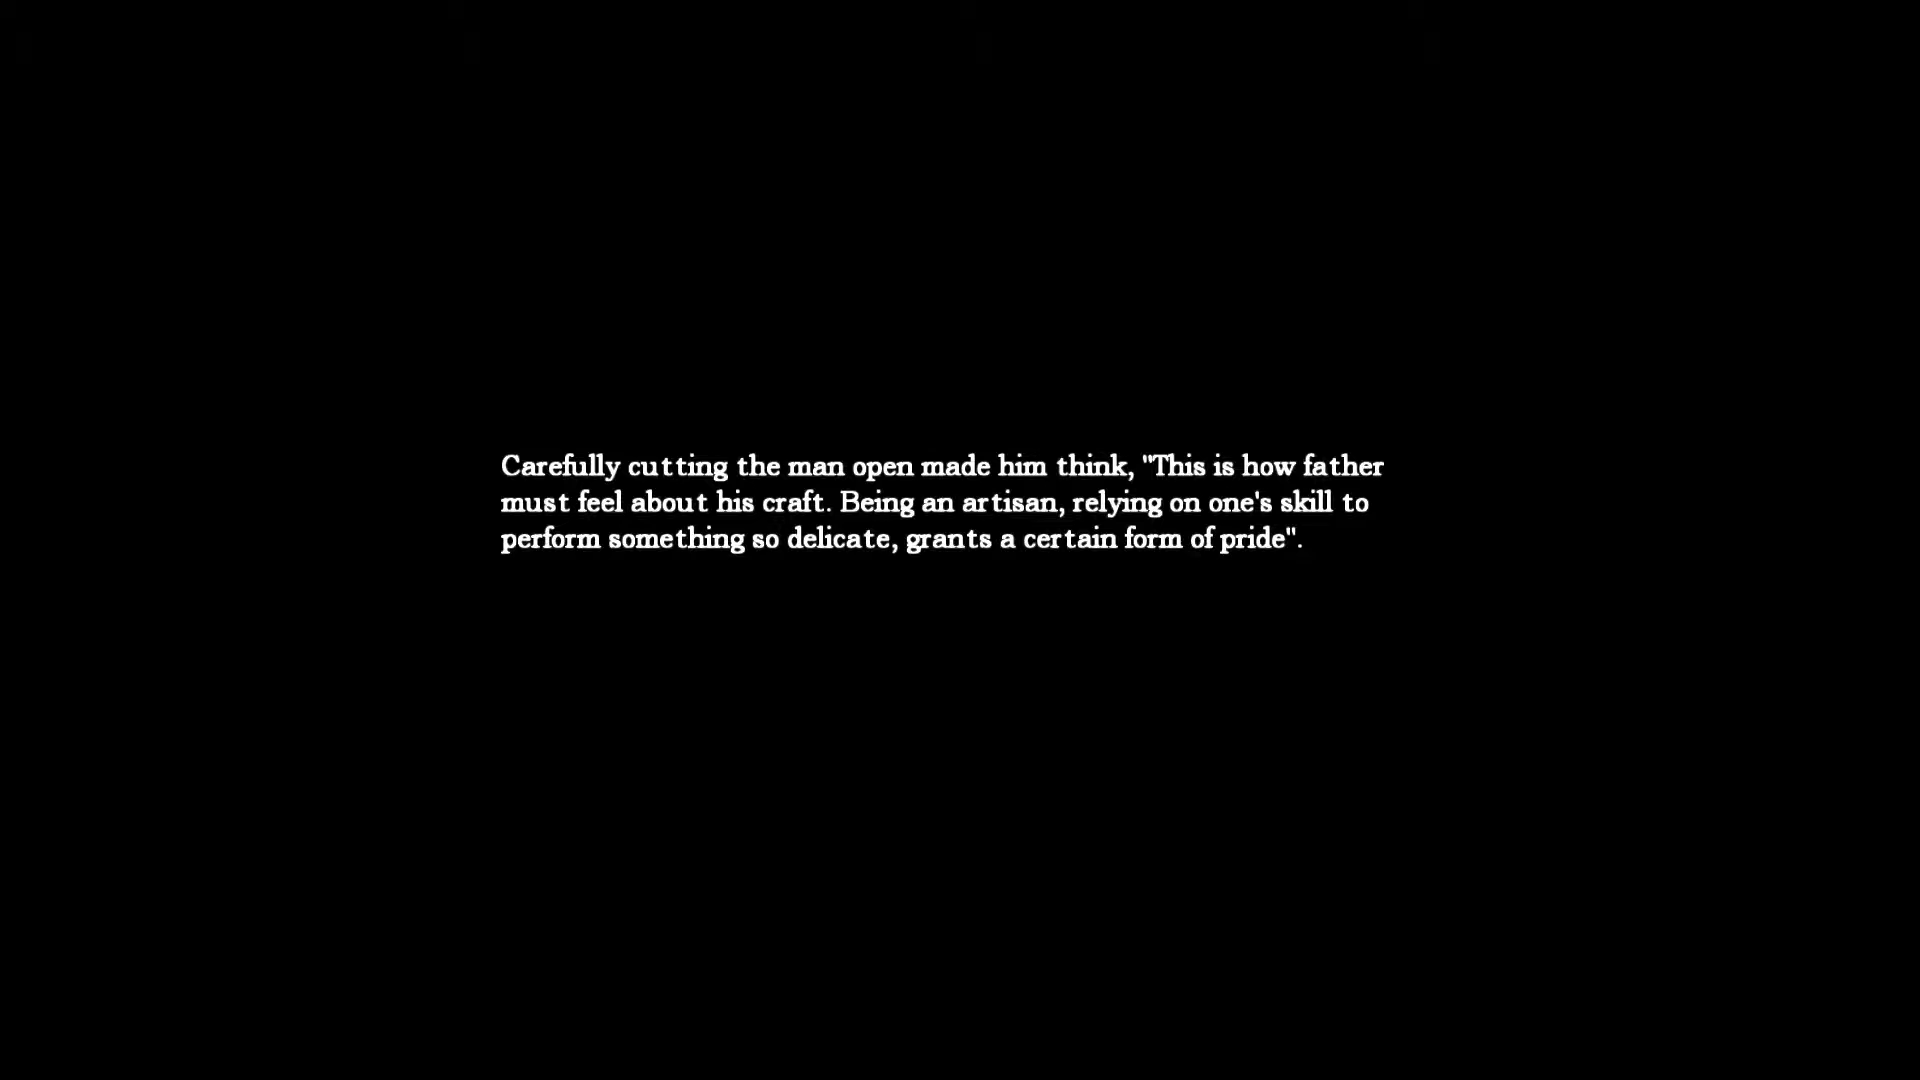 Carefully cutting the man open made him think, "This is how father
must feel about his craft. Being an artisan, relying on one's skill to
perform something so delicate, grants a certain form of pride".